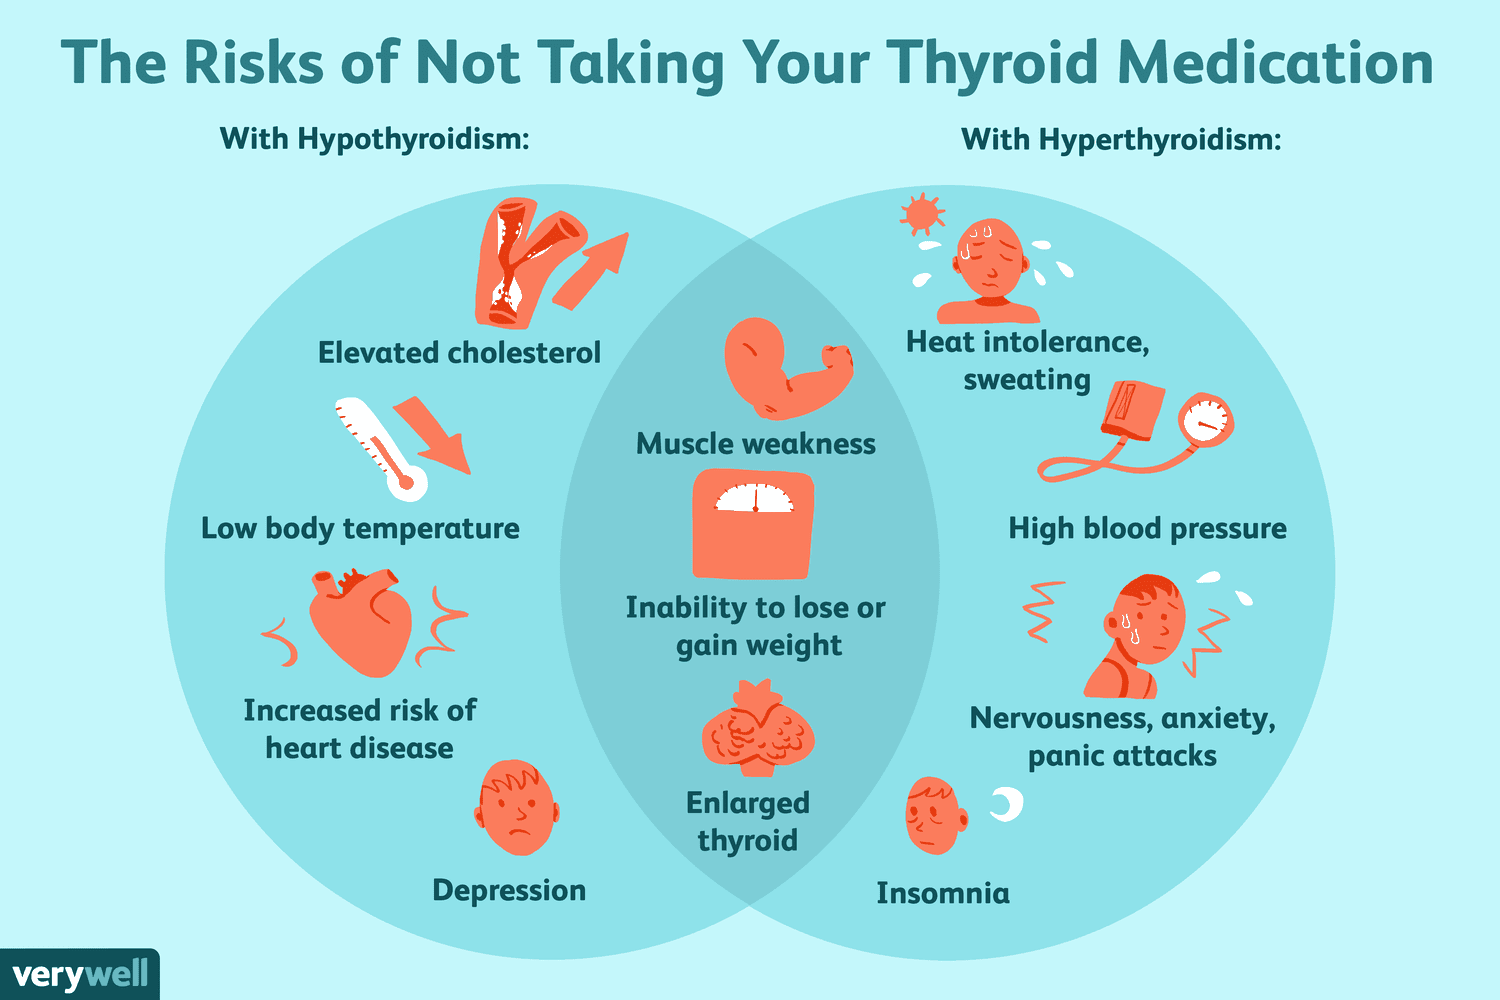 The Risks of Not Taking Your Thyroid Medication
With Hypothyroidism:
Elevated cholesterol
Low body temperature
Increased risk of
heart disease
Depression
Muscle weakness
Inability to lose or
gain weight
Enlarged
thyroid
With Hyperthyroidism:
Heat intolerance,
sweating
High blood pressure
Nervousness, anxiety,
panic attacks
Insomnia
verywell